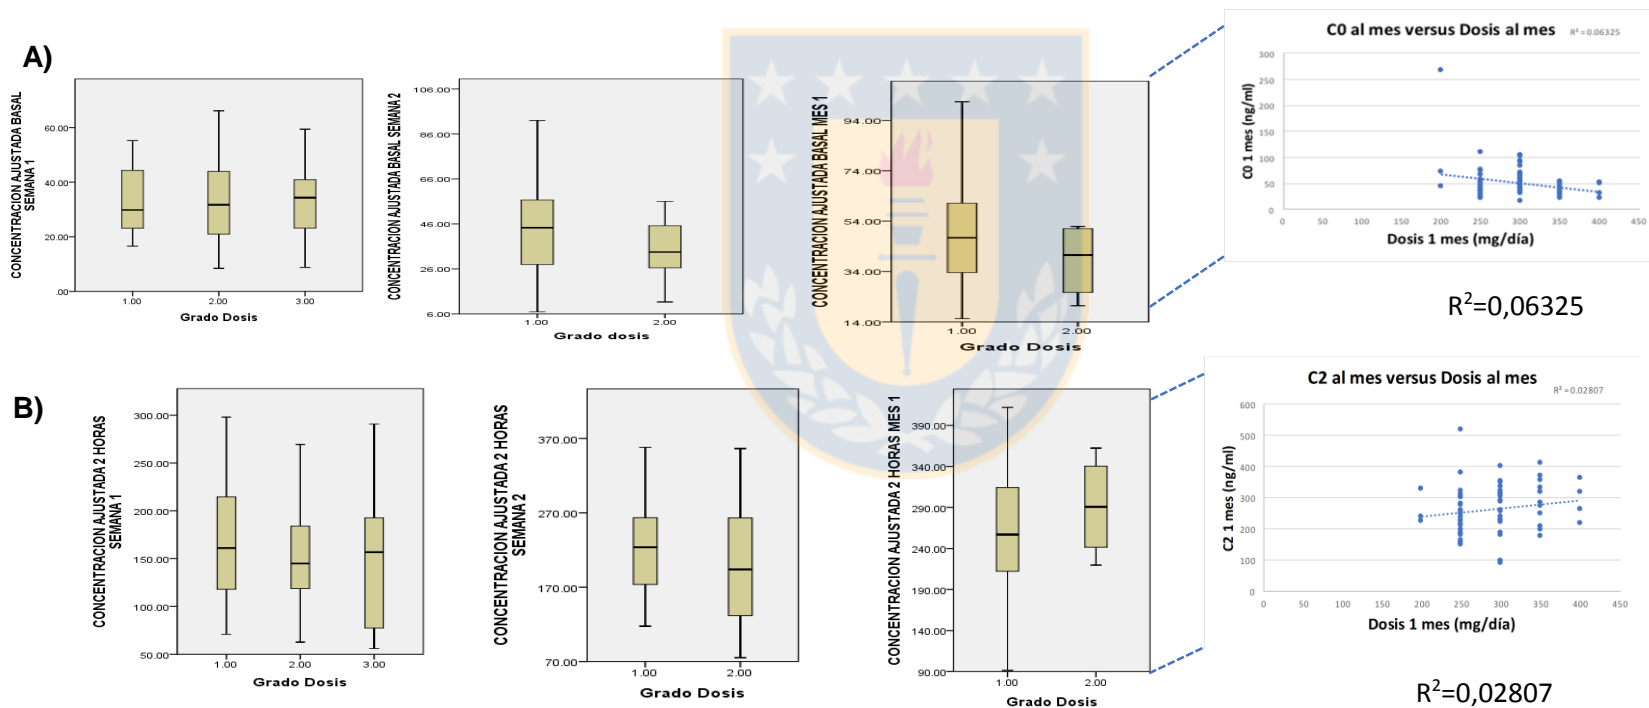 A)
CONCENTRACION AJUSTADA BASAL
SEMANA 1
60.00
40.00
20.00
.00
1.00 2.00 3.00
Grado Dosis
CONCENTRACION AJUSTADA BASAL SEMANA 2
106.00
86.00
66.00
46.00
26.00
6.00
1.00 2.00
Grado dosis
CONCENTRACION AJUSTADA BASAL MES 1
94.00
74.00
54.00
34.00
14.00
1.00 2.00
Grado Dosis
C0 al mes versus Dosis al mes
R² = 0.06325
C0 1 mes (ng/ml)
300
250
200
150
100
50
0
0 50 100 150 200 250 300 350 400 450
Dosis 1 mes (mg/día)
R²=0,06325
B)
CONCENTRACION AJUSTADA 2 HORAS
SEMANA 1
300.00
250.00
200.00
150.00
100.00
50.00
1.00 2.00 3.00
Grado Dosis
CONCENTRACION AJUSTADA 2 HORAS
SEMANA 2
370.00
270.00
170.00
70.00
1.00 2.00
Grado Dosis
CONCENTRACION AJUSTADA 2 HORAS MES 1
390.00
340.00
290.00
240.00
190.00
140.00
90.00
1.00 2.00
Grado Dosis
C2 al mes versus Dosis al mes
R² = 0.02807
C2 1 mes (ng/ml)
600
500
400
300
200
100
0
0 50 100 150 200 250 300 350 400 450
Dosis 1 mes (mg/día)
R²=0,02807